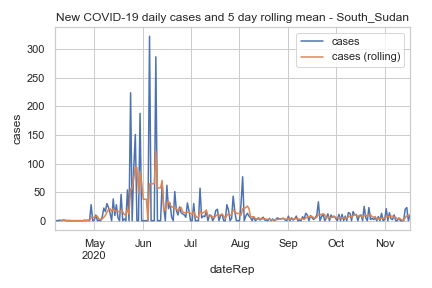 New COVID-19 daily cases and 5 day rolling mean - South_Sudan
cases
cases (rolling)
300
250
200
150
100
50
0
cases
May Jun Jul Aug Sep Oct Nov
2020
dateRep